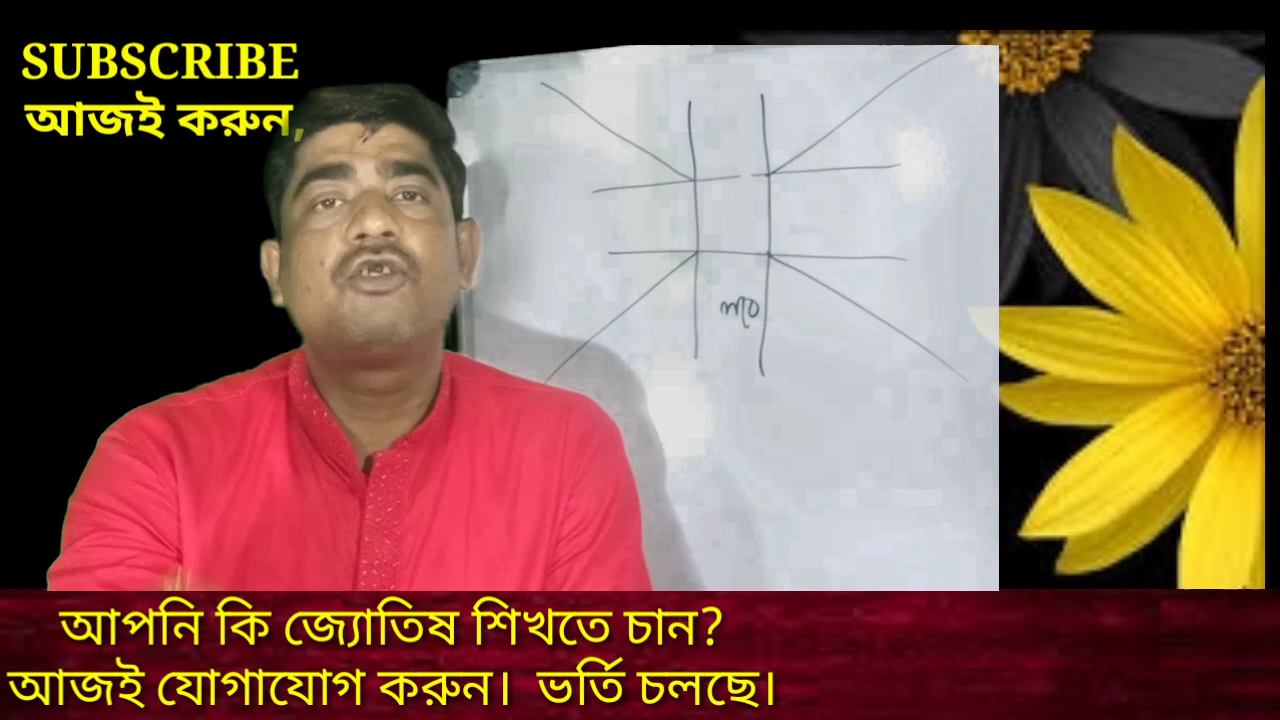 SUBSCRIBE
আজই করুন,
আপনি কি জ্যোতিষ শিখতে চান?
আজই যোগাযোগ করুন। ভর্তি চলছে।